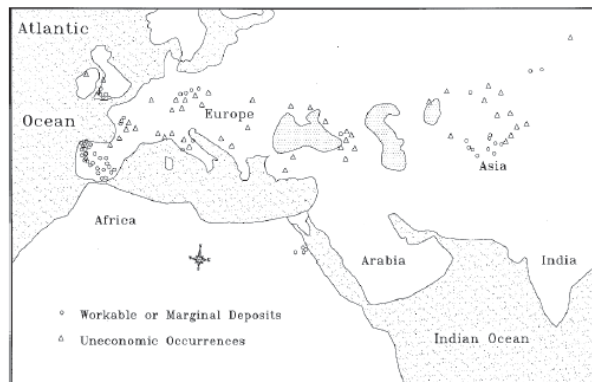 Atlantic
Ocean
Europe
Asia
Africa
Arabia
India
Workable or Marginal Deposits
Uneconomic Occurrences
Indian Ocean